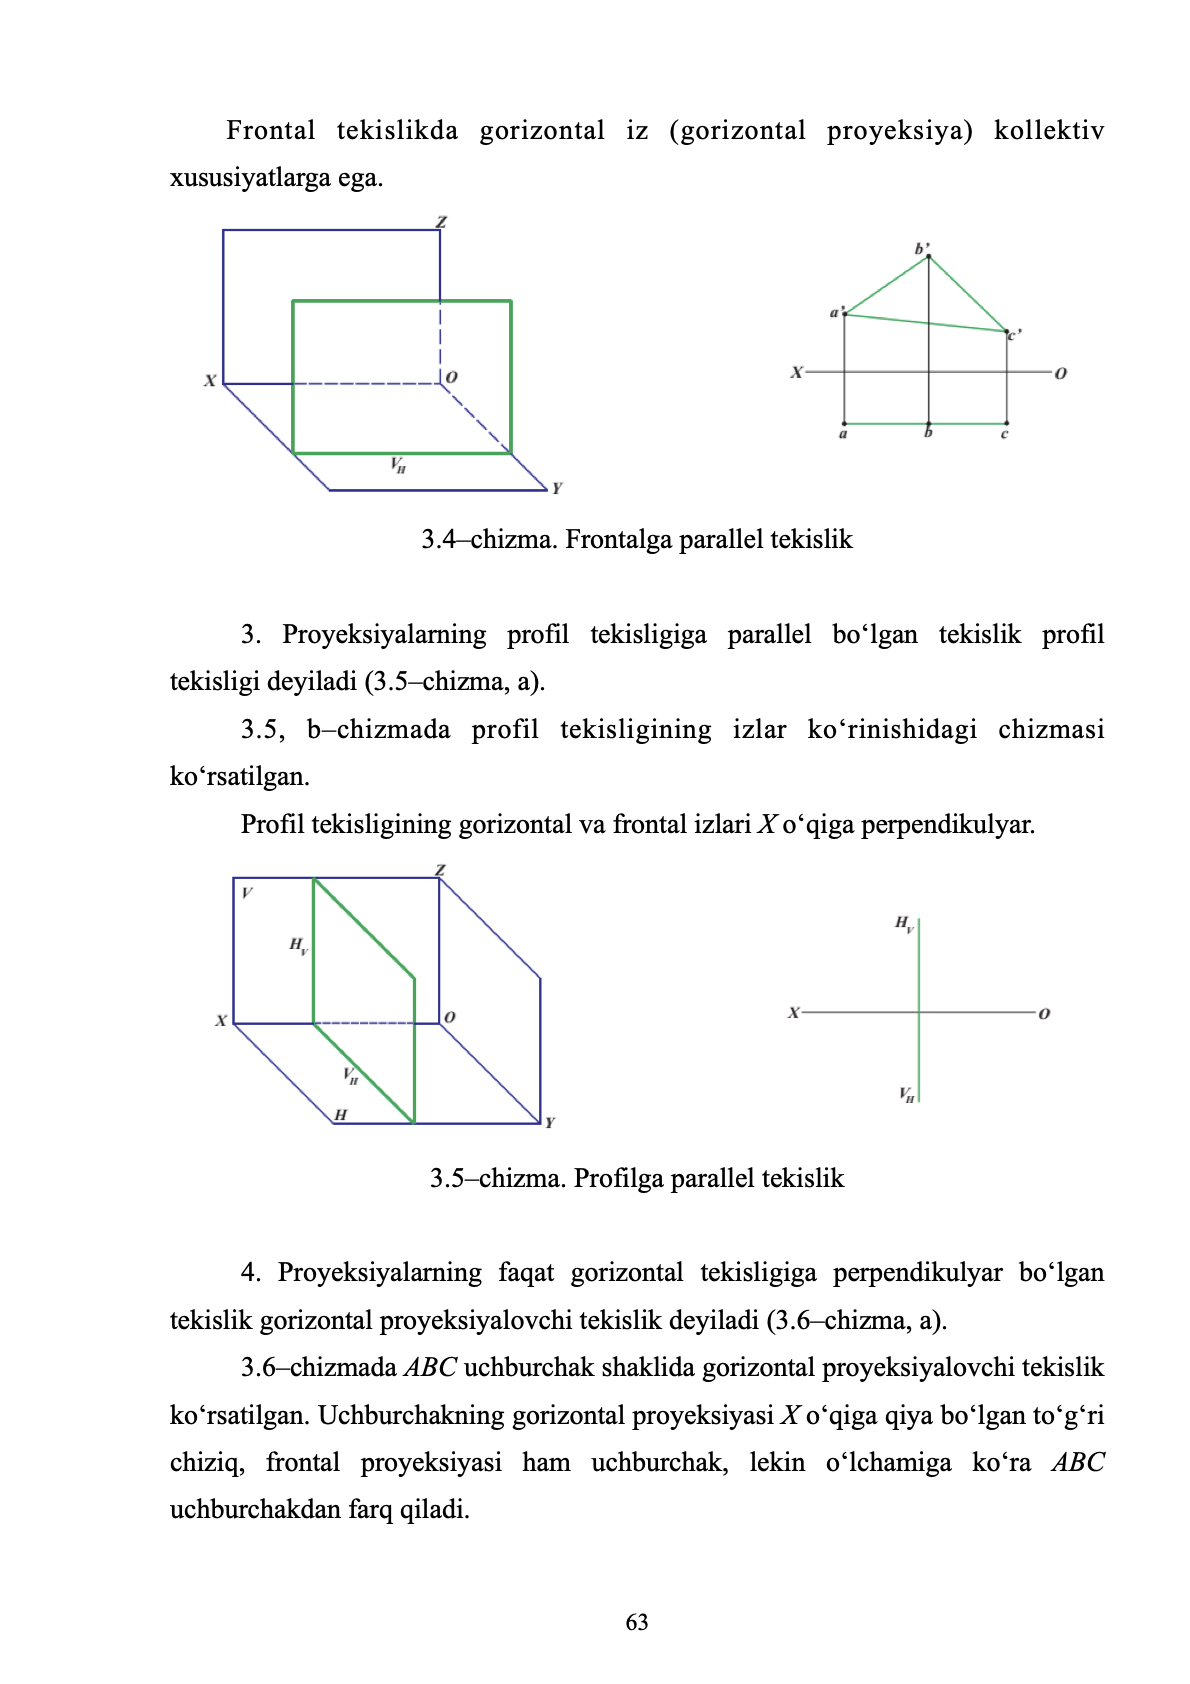 Frontal tekislikda gorizontal iz (gorizontal proyeksiya) kollektiv
xususiyatlarga ega.
Z
X
O
V_H
Y
b’
a’
c’
X
O
a
b
c
3.4–chizma. Frontalga parallel tekislik
3. Proyeksiyalarning profil tekisligiga parallel bo‘lgan tekislik profil
tekisligi deyiladi (3.5–chizma, a).
3.5, b–chizmada profil tekisligining izlar ko‘rinishidagi chizmasi
ko‘rsatilgan.
Profil tekisligining gorizontal va frontal izlari X o‘qiga perpendikulyar.
Z
V
H_V
X
O
V_H
H
Y
H_V
X
O
V_H
3.5–chizma. Profilga parallel tekislik
4. Proyeksiyalarning faqat gorizontal tekisligiga perpendikulyar bo‘lgan
tekislik gorizontal proyeksiyalovchi tekislik deyiladi (3.6–chizma, a).
3.6–chizmada ABC uchburchak shaklida gorizontal proyeksiyalovchi tekislik
ko‘rsatilgan. Uchburchakning gorizontal proyeksiyasi X o‘qiga qiya bo‘lgan to‘g‘ri
chiziq, frontal proyeksiyasi ham uchburchak, lekin o‘lchamiga ko‘ra ABC
uchburchakdan farq qiladi.
63